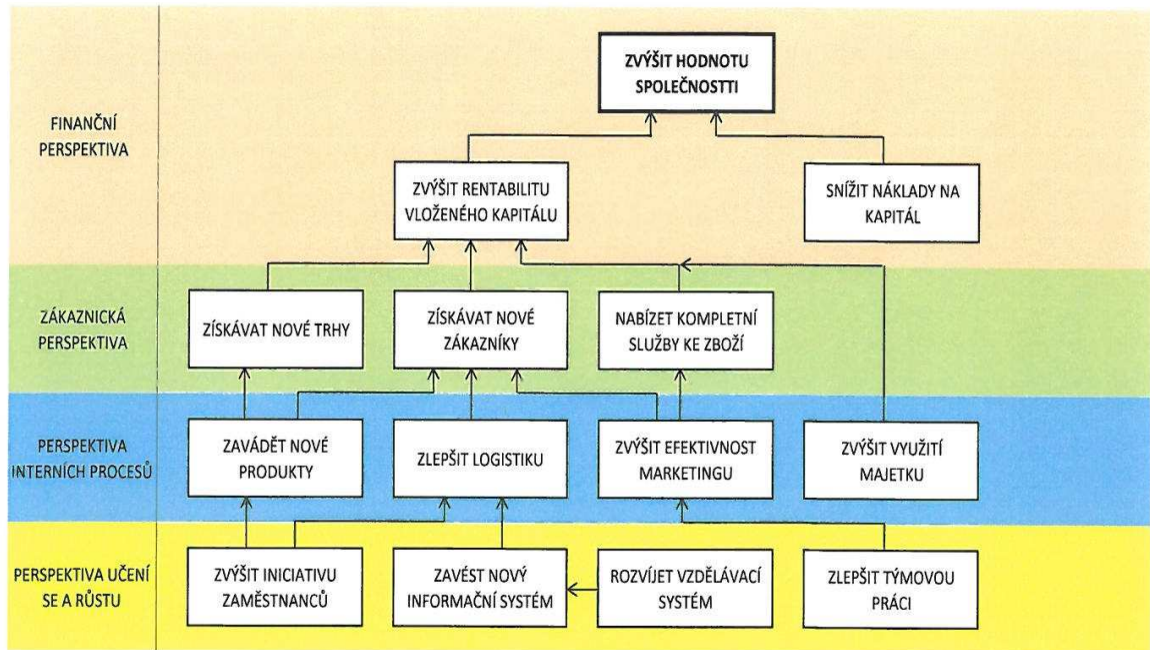 ZVÝŠIT HODNOTU
SPOLEČNOSTTI
FINANČNÍ
PERSPEKTIVA
ZVÝŠIT RENTABILITU
VLOŽENÉHO KAPITÁLU
SNÍŽIT NÁKLADY NA
KAPITÁL
ZÁKAZNICKÁ
PERSPEKTIVA
ZÍSKÁVAT NOVÉ TRHY
ZÍSKÁVAT NOVÉ
ZÁKAZNÍKY
NABÍZET KOMPLETNÍ
SLUŽBY KE ZBOŽÍ
PERSPEKTIVA
INTERNÍCH PROCESŮ
ZAVÁDĚT NOVÉ
PRODUKTY
ZLEPŠIT LOGISTIKU
ZVÝŠIT EFEKTIVNOST
MARKETINGU
ZVÝŠIT VYUŽITÍ
MAJETKU
PERSPEKTIVA UČENÍ
SE A RŮSTU
ZVÝŠIT INICIATIVU
ZAMĚSTNANCŮ
ZAVÉST NOVÝ
INFORMAČNÍ SYSTÉM
ROZVÍJET VZDĚLÁVACÍ
SYSTÉM
ZLEPŠIT TÝMOVOU
PRÁCI